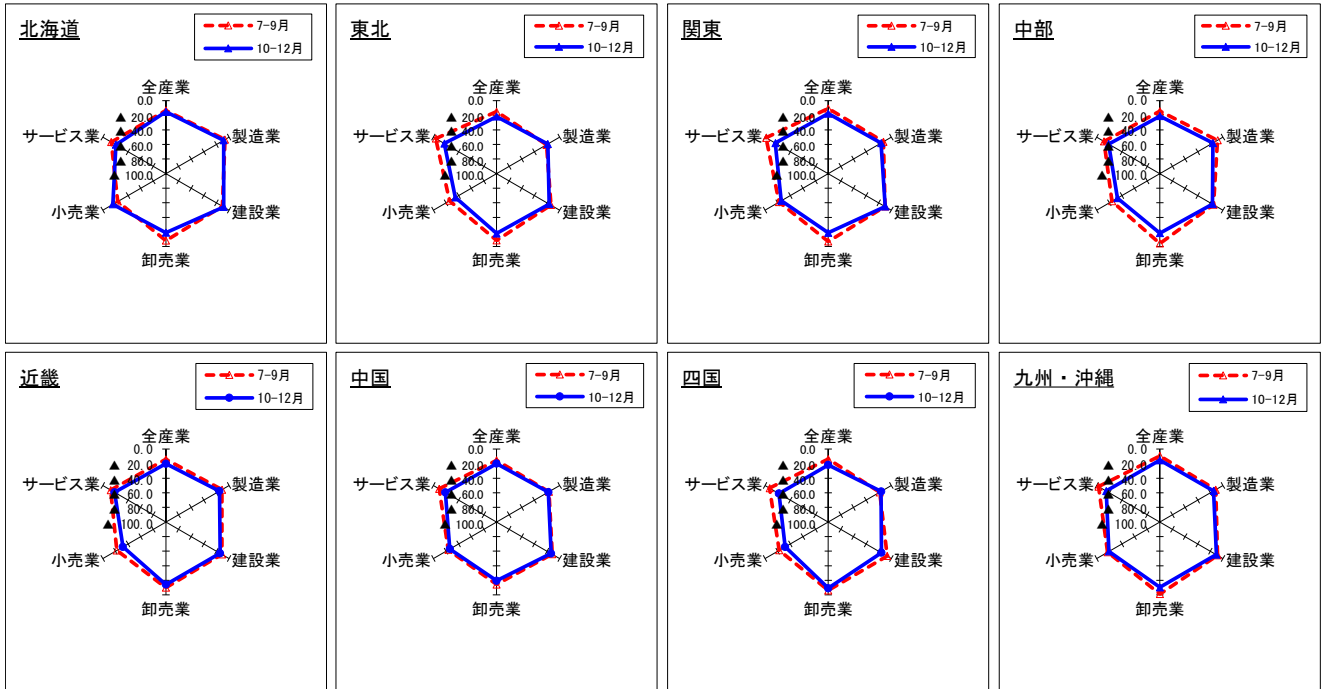 北海道
7-9月
10-12月
全産業
0.0
▲ 20.0
▲ 40.0
▲ 60.0
▲ 80.0
▲ 100.0
サービス業
製造業
小売業
建設業
卸売業
東北
7-9月
10-12月
全産業
0.0
▲ 20.0
▲ 40.0
▲ 60.0
▲ 80.0
▲ 100.0
サービス業
製造業
小売業
建設業
卸売業
関東
7-9月
10-12月
全産業
0.0
▲ 20.0
▲ 40.0
▲ 60.0
▲ 80.0
▲ 100.0
サービス業
製造業
小売業
建設業
卸売業
中部
7-9月
10-12月
全産業
0.0
▲ 20.0
▲ 40.0
▲ 60.0
▲ 80.0
▲ 100.0
サービス業
製造業
小売業
建設業
卸売業
近畿
7-9月
10-12月
全産業
0.0
▲ 20.0
▲ 40.0
▲ 60.0
▲ 80.0
▲ 100.0
サービス業
製造業
小売業
建設業
卸売業
中国
7-9月
10-12月
全産業
0.0
▲ 20.0
▲ 40.0
▲ 60.0
▲ 80.0
▲ 100.0
サービス業
製造業
小売業
建設業
卸売業
四国
7-9月
10-12月
全産業
0.0
▲ 20.0
▲ 40.0
▲ 60.0
▲ 80.0
▲ 100.0
サービス業
製造業
小売業
建設業
卸売業
九州・沖縄
7-9月
10-12月
全産業
0.0
▲ 20.0
▲ 40.0
▲ 60.0
▲ 80.0
▲ 100.0
サービス業
製造業
小売業
建設業
卸売業